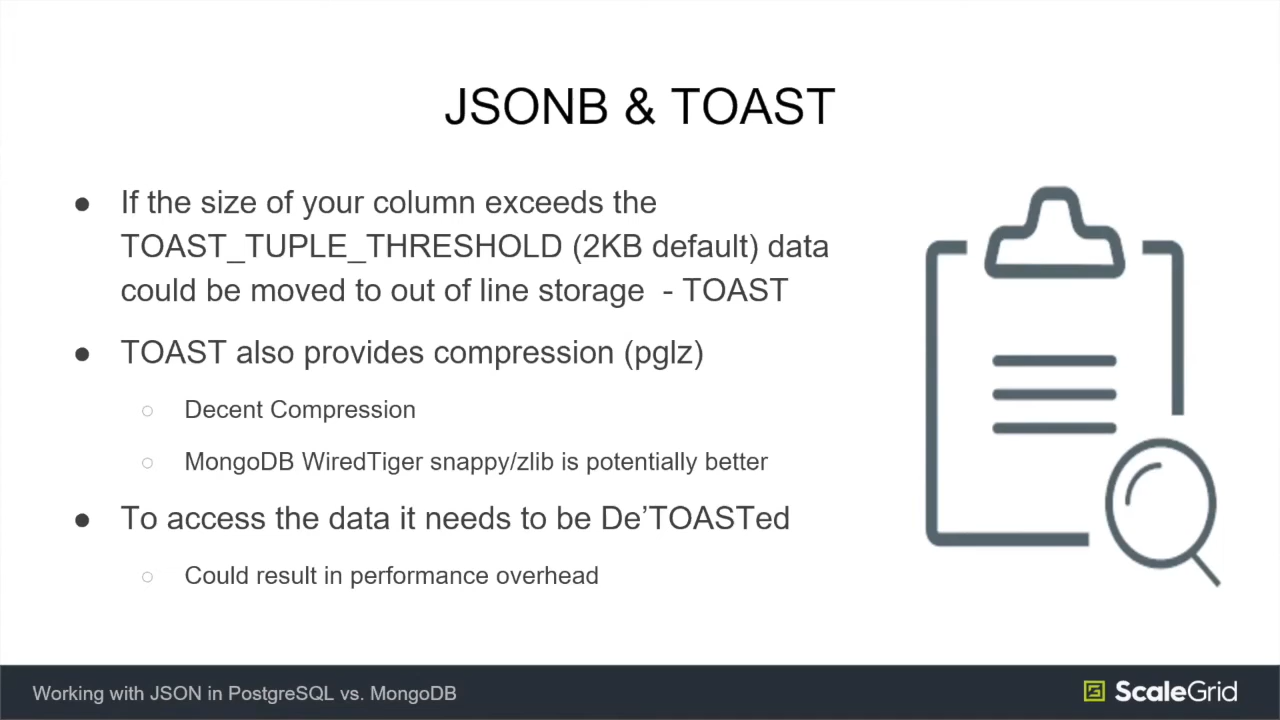 JSONB & TOAST
● If the size of your column exceeds the
TOAST_TUPLE_THRESHOLD (2KB default) data
could be moved to out of line storage  - TOAST
● TOAST also provides compression (pglz)
○ Decent Compression
○ MongoDB WiredTiger snappy/zlib is potentially better
● To access the data it needs to be De’TOASTed
○ Could result in performance overhead
Working with JSON in PostgreSQL vs. MongoDB
ScaleGrid